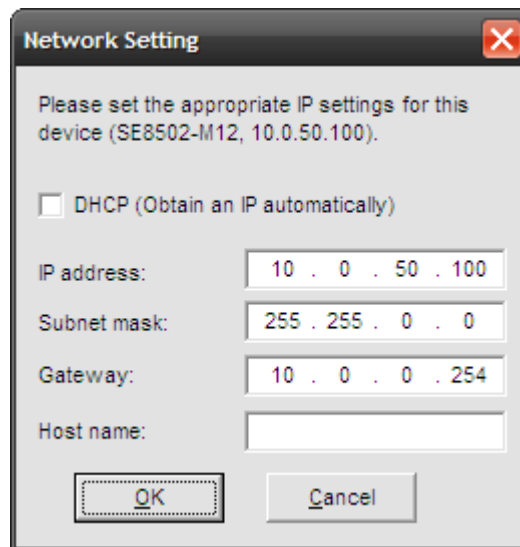 Network Setting
Please set the appropriate IP settings for this
device (SE8502-M12, 10.0.50.100).
DHCP (Obtain an IP automatically)
IP address: 10 . 0 . 50 . 100
Subnet mask: 255 . 255 . 0 . 0
Gateway: 10 . 0 . 0 . 254
Host name:
OK Cancel